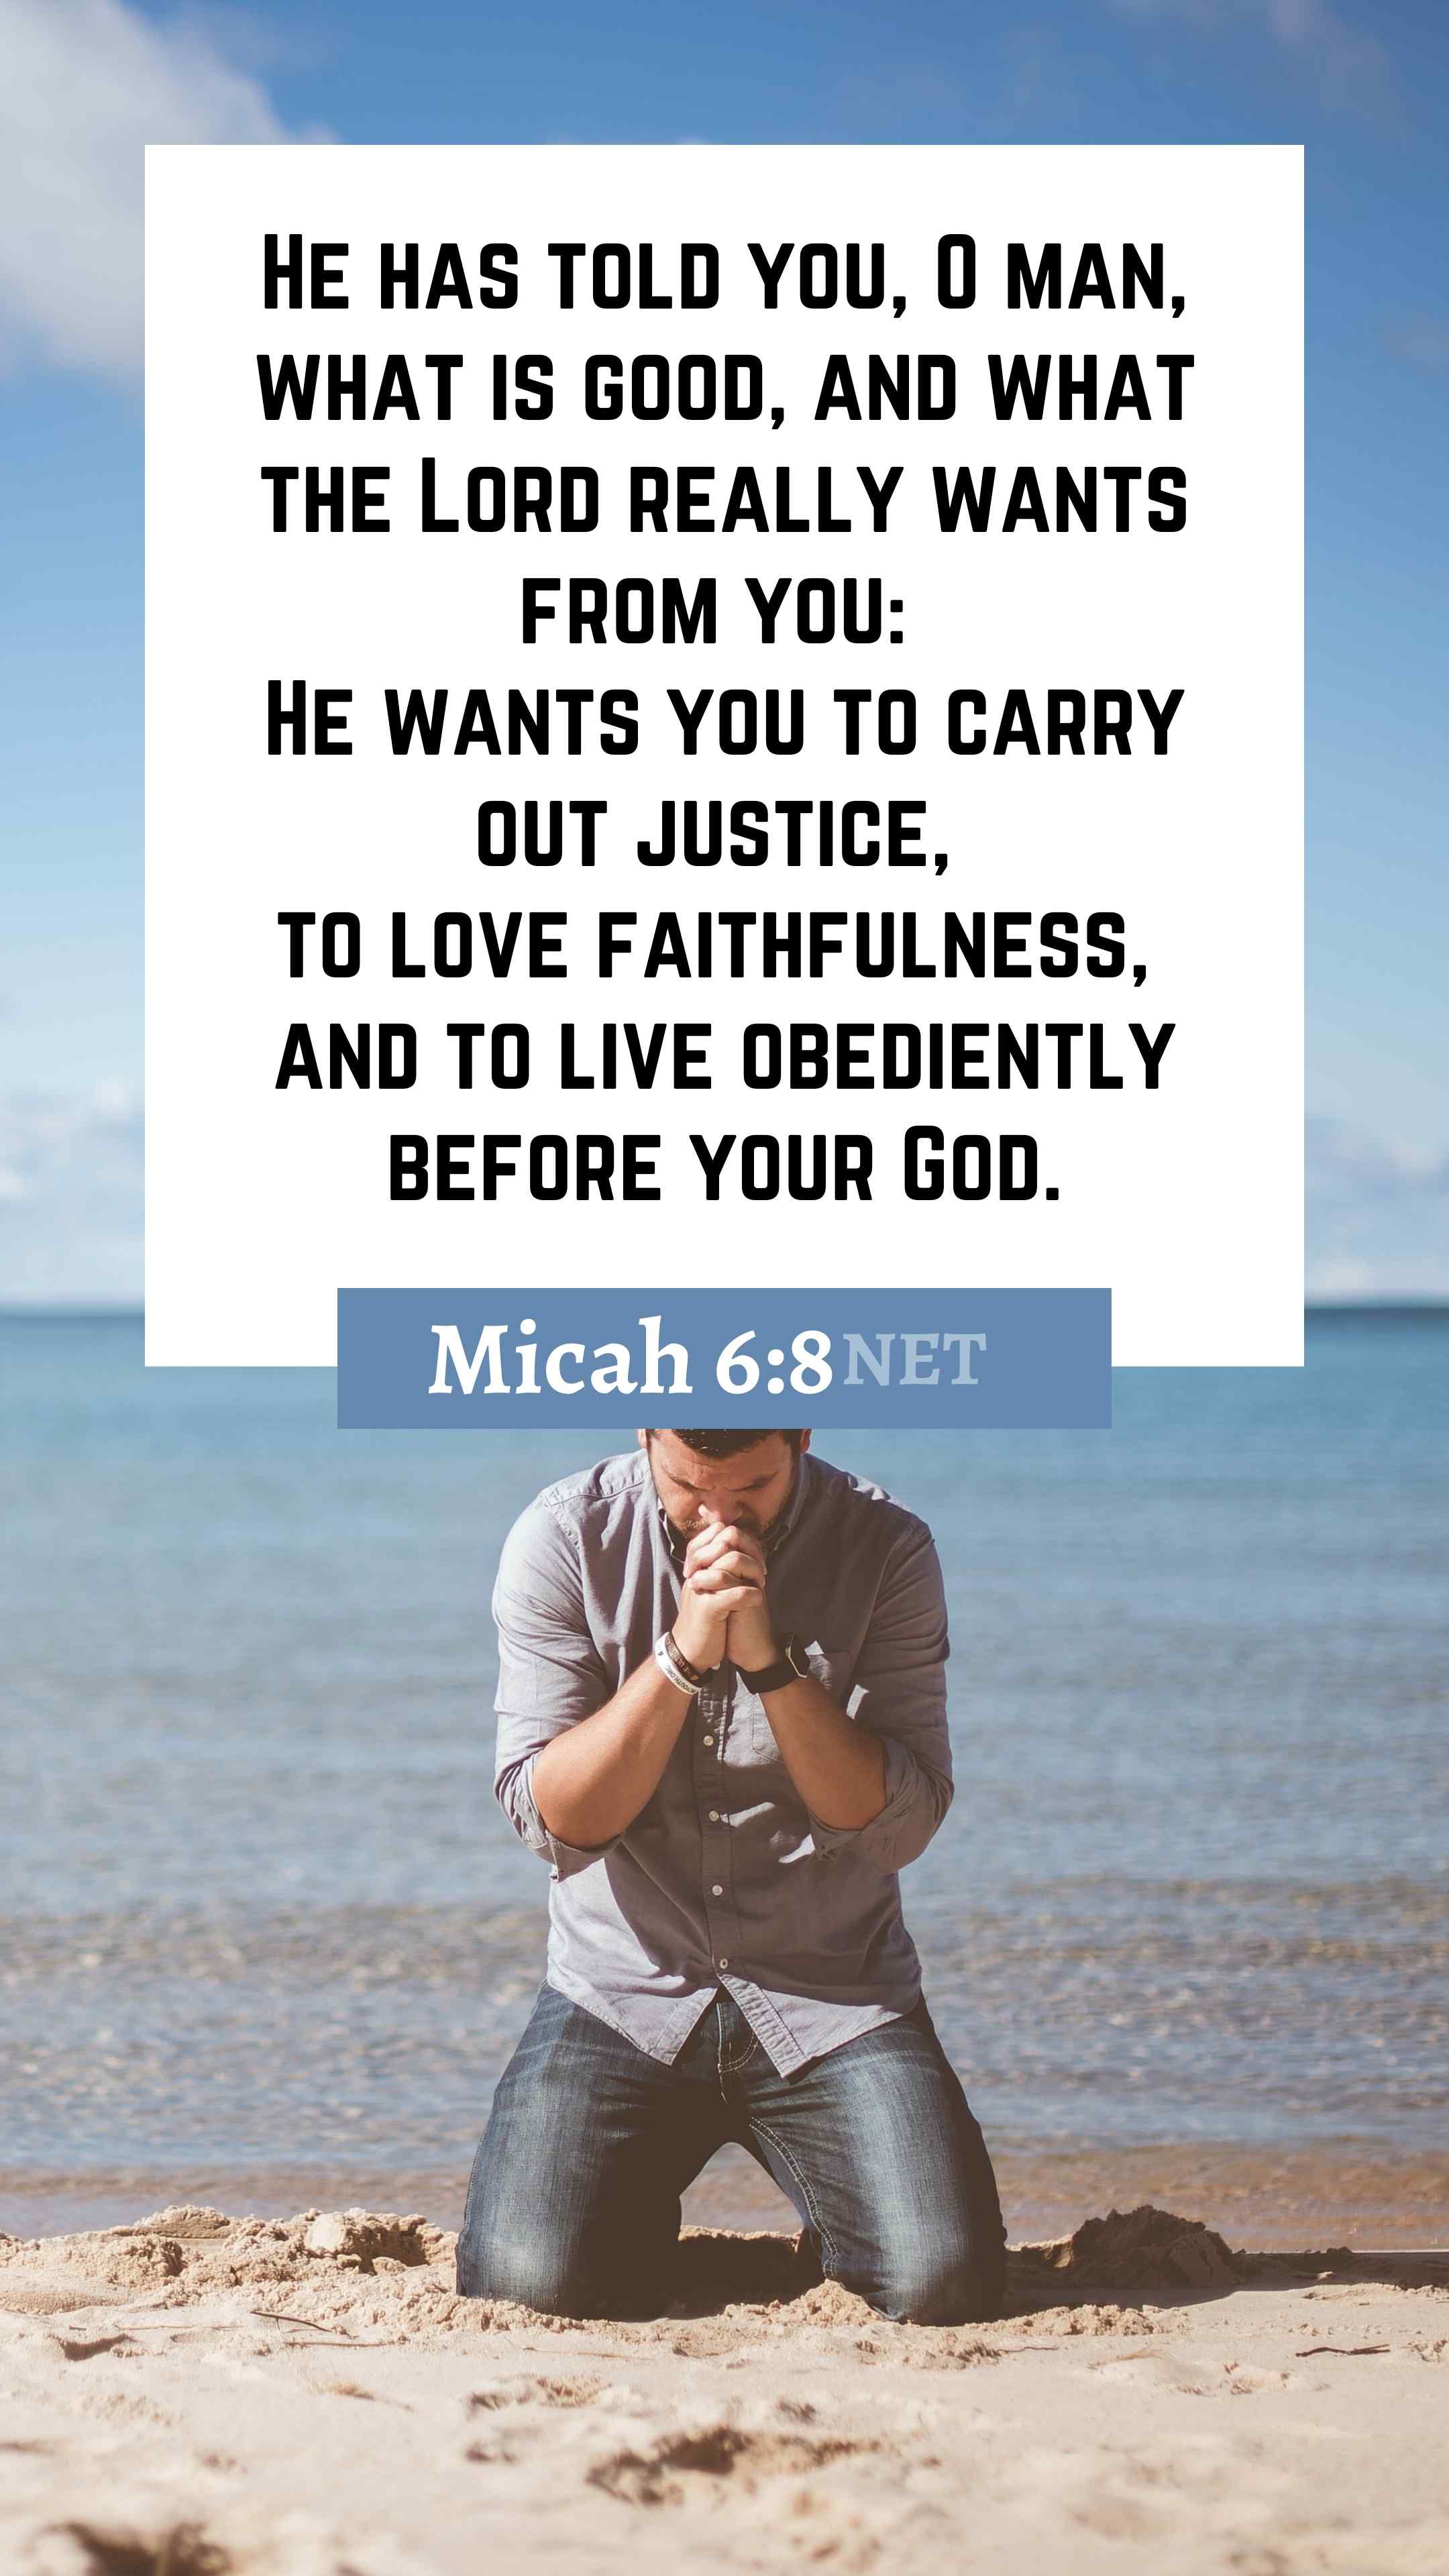 He has told you, O man,
what is good, and what
the Lord really wants
from you:
He wants you to carry
out justice,
to love faithfulness,
and to live obediently
before your God.
Micah 6:8 NET